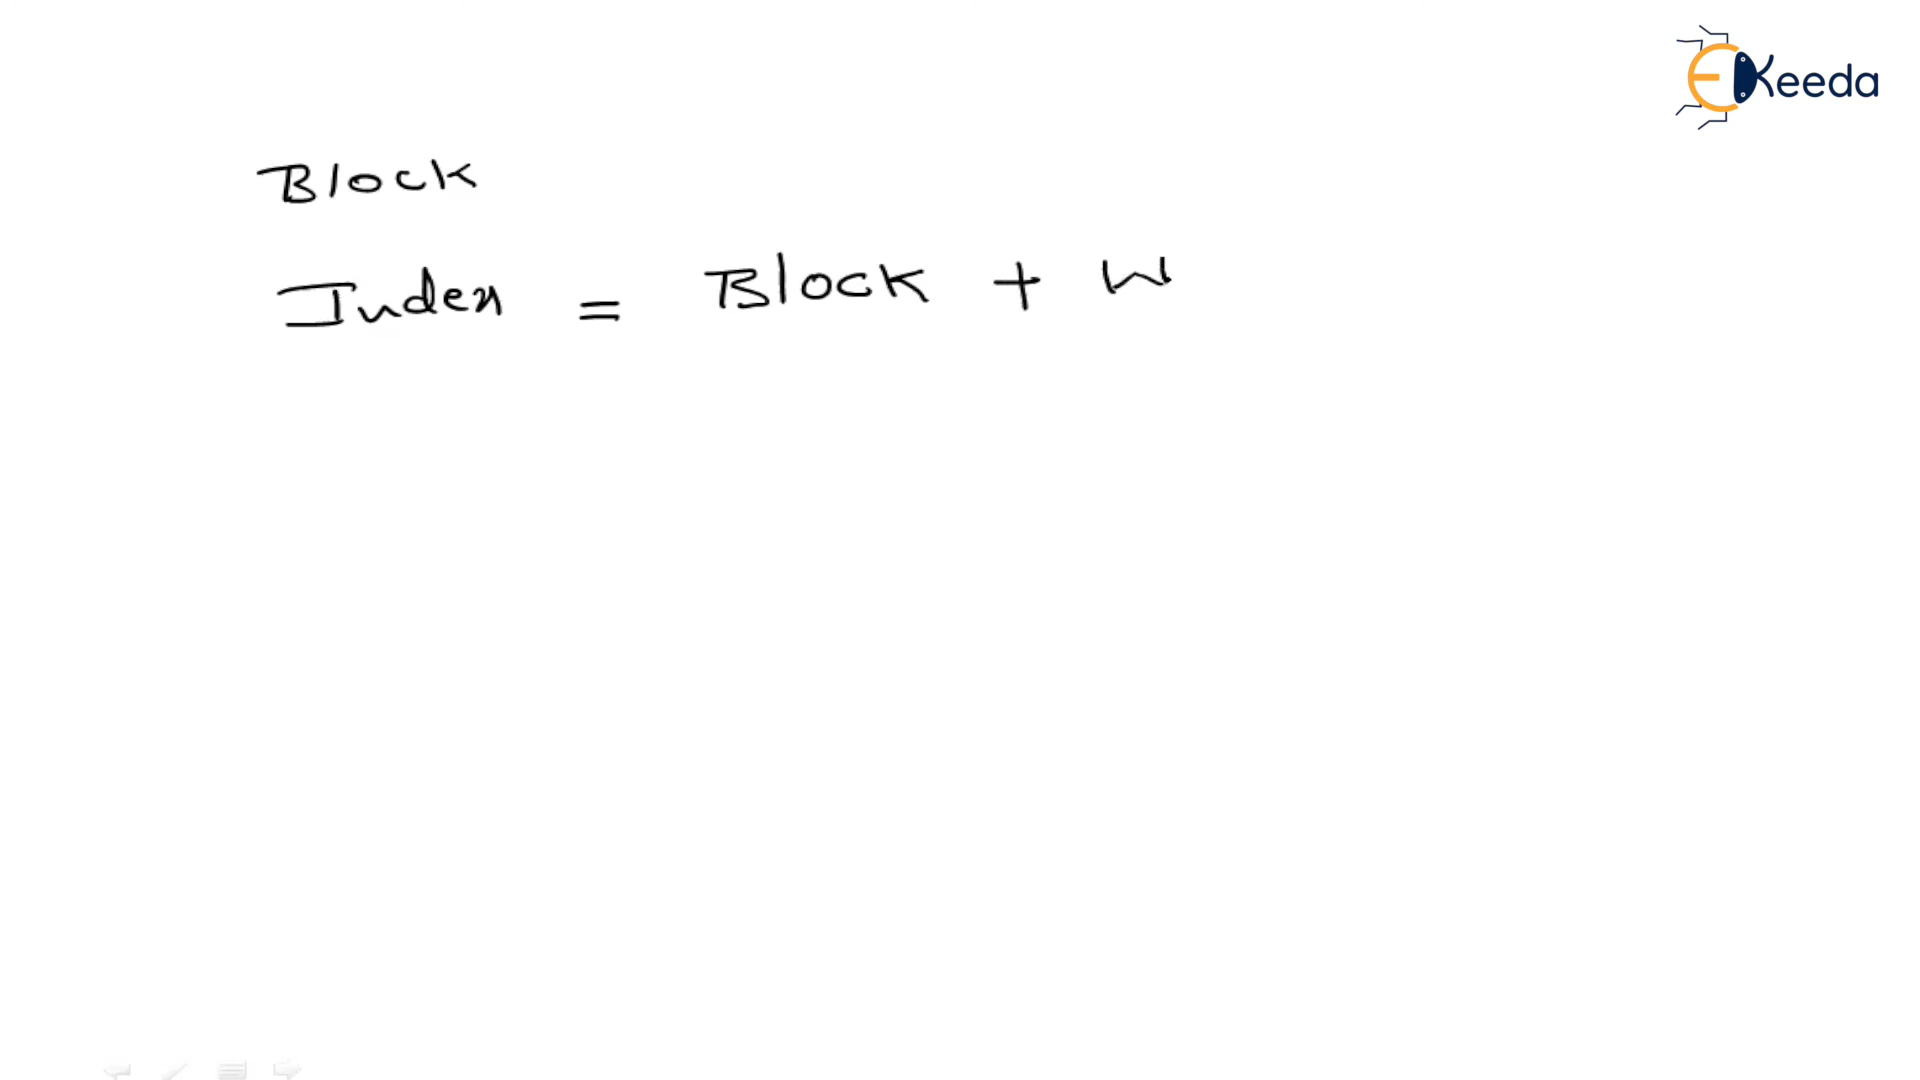 EKeeda
Block
Index = Block + W